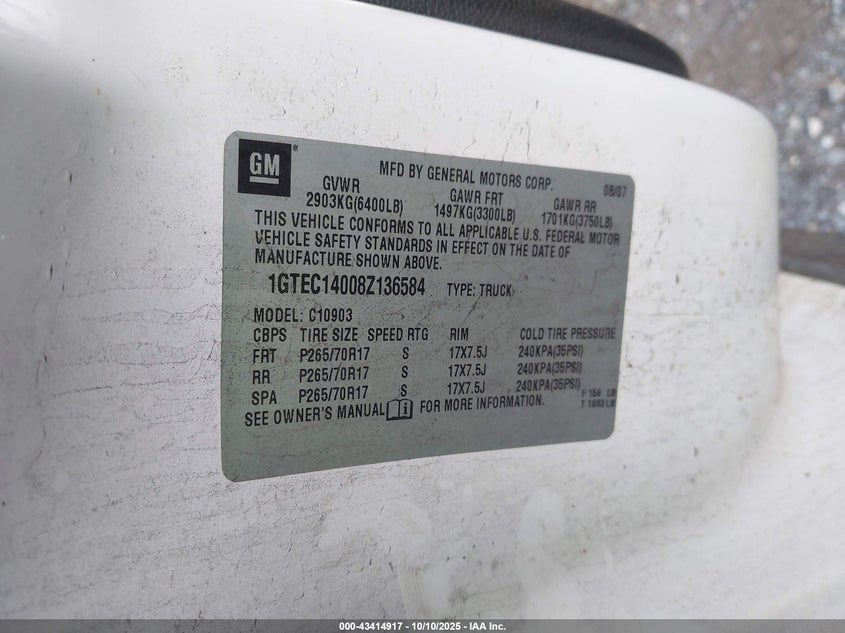 GM
MFD BY GENERAL MOTORS CORP. 08/07
GVWR GAWR FRT GAWR RR
2903KG(6400LB) 1497KG(3300LB) 1701KG(3750LB)
THIS VEHICLE CONFORMS TO ALL APPLICABLE U.S. FEDERAL MOTOR
VEHICLE SAFETY STANDARDS IN EFFECT ON THE DATE OF
MANUFACTURE SHOWN ABOVE.
1GTEC14008Z136584 TYPE: TRUCK
MODEL: C10903
CBPS TIRE SIZE SPEED RTG RIM COLD TIRE PRESSURE
FRT P265/70R17 S 17X7.5J 240KPA(35PSI)
RR P265/70R17 S 17X7.5J 240KPA(35PSI)
SPA P265/70R17 S 17X7.5J 240KPA(35PSI)
F 156 LB
T 1093 LB
SEE OWNER'S MANUAL FOR MORE INFORMATION.
000-43414917 - 10/10/2025 - IAA Inc.